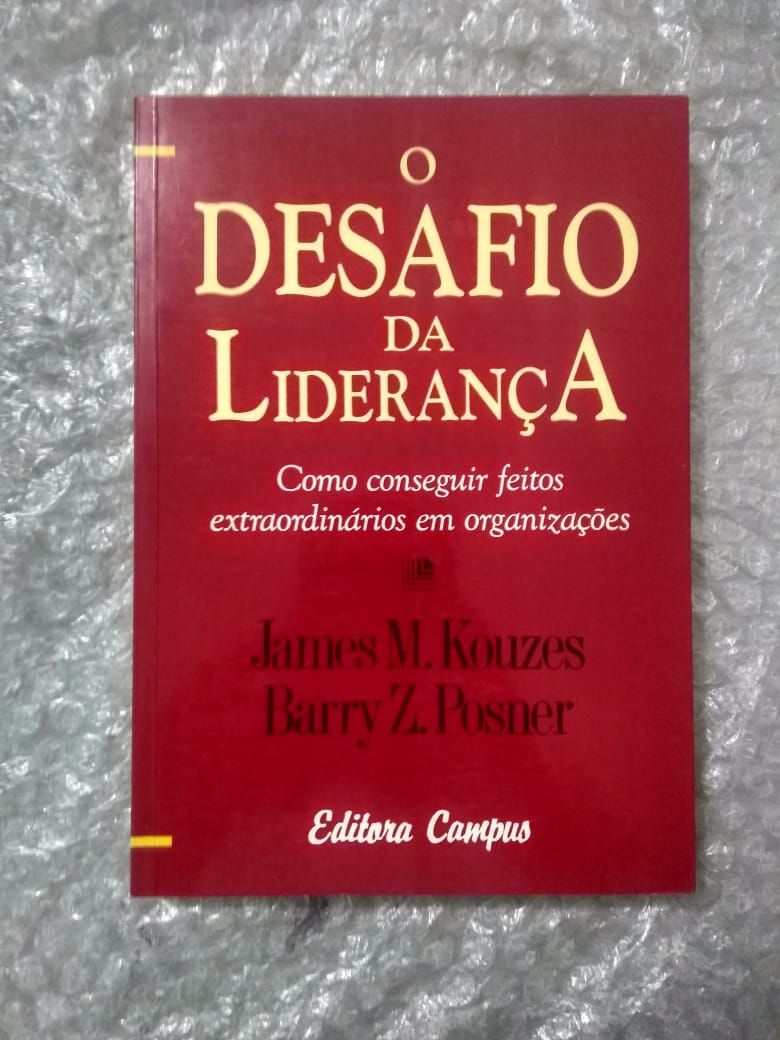 O
DESAFIO
DA
LIDERANÇA
Como conseguir feitos
extraordinários em organizações
James M. Kouzes
Barry Z. Posner
Editora Campus